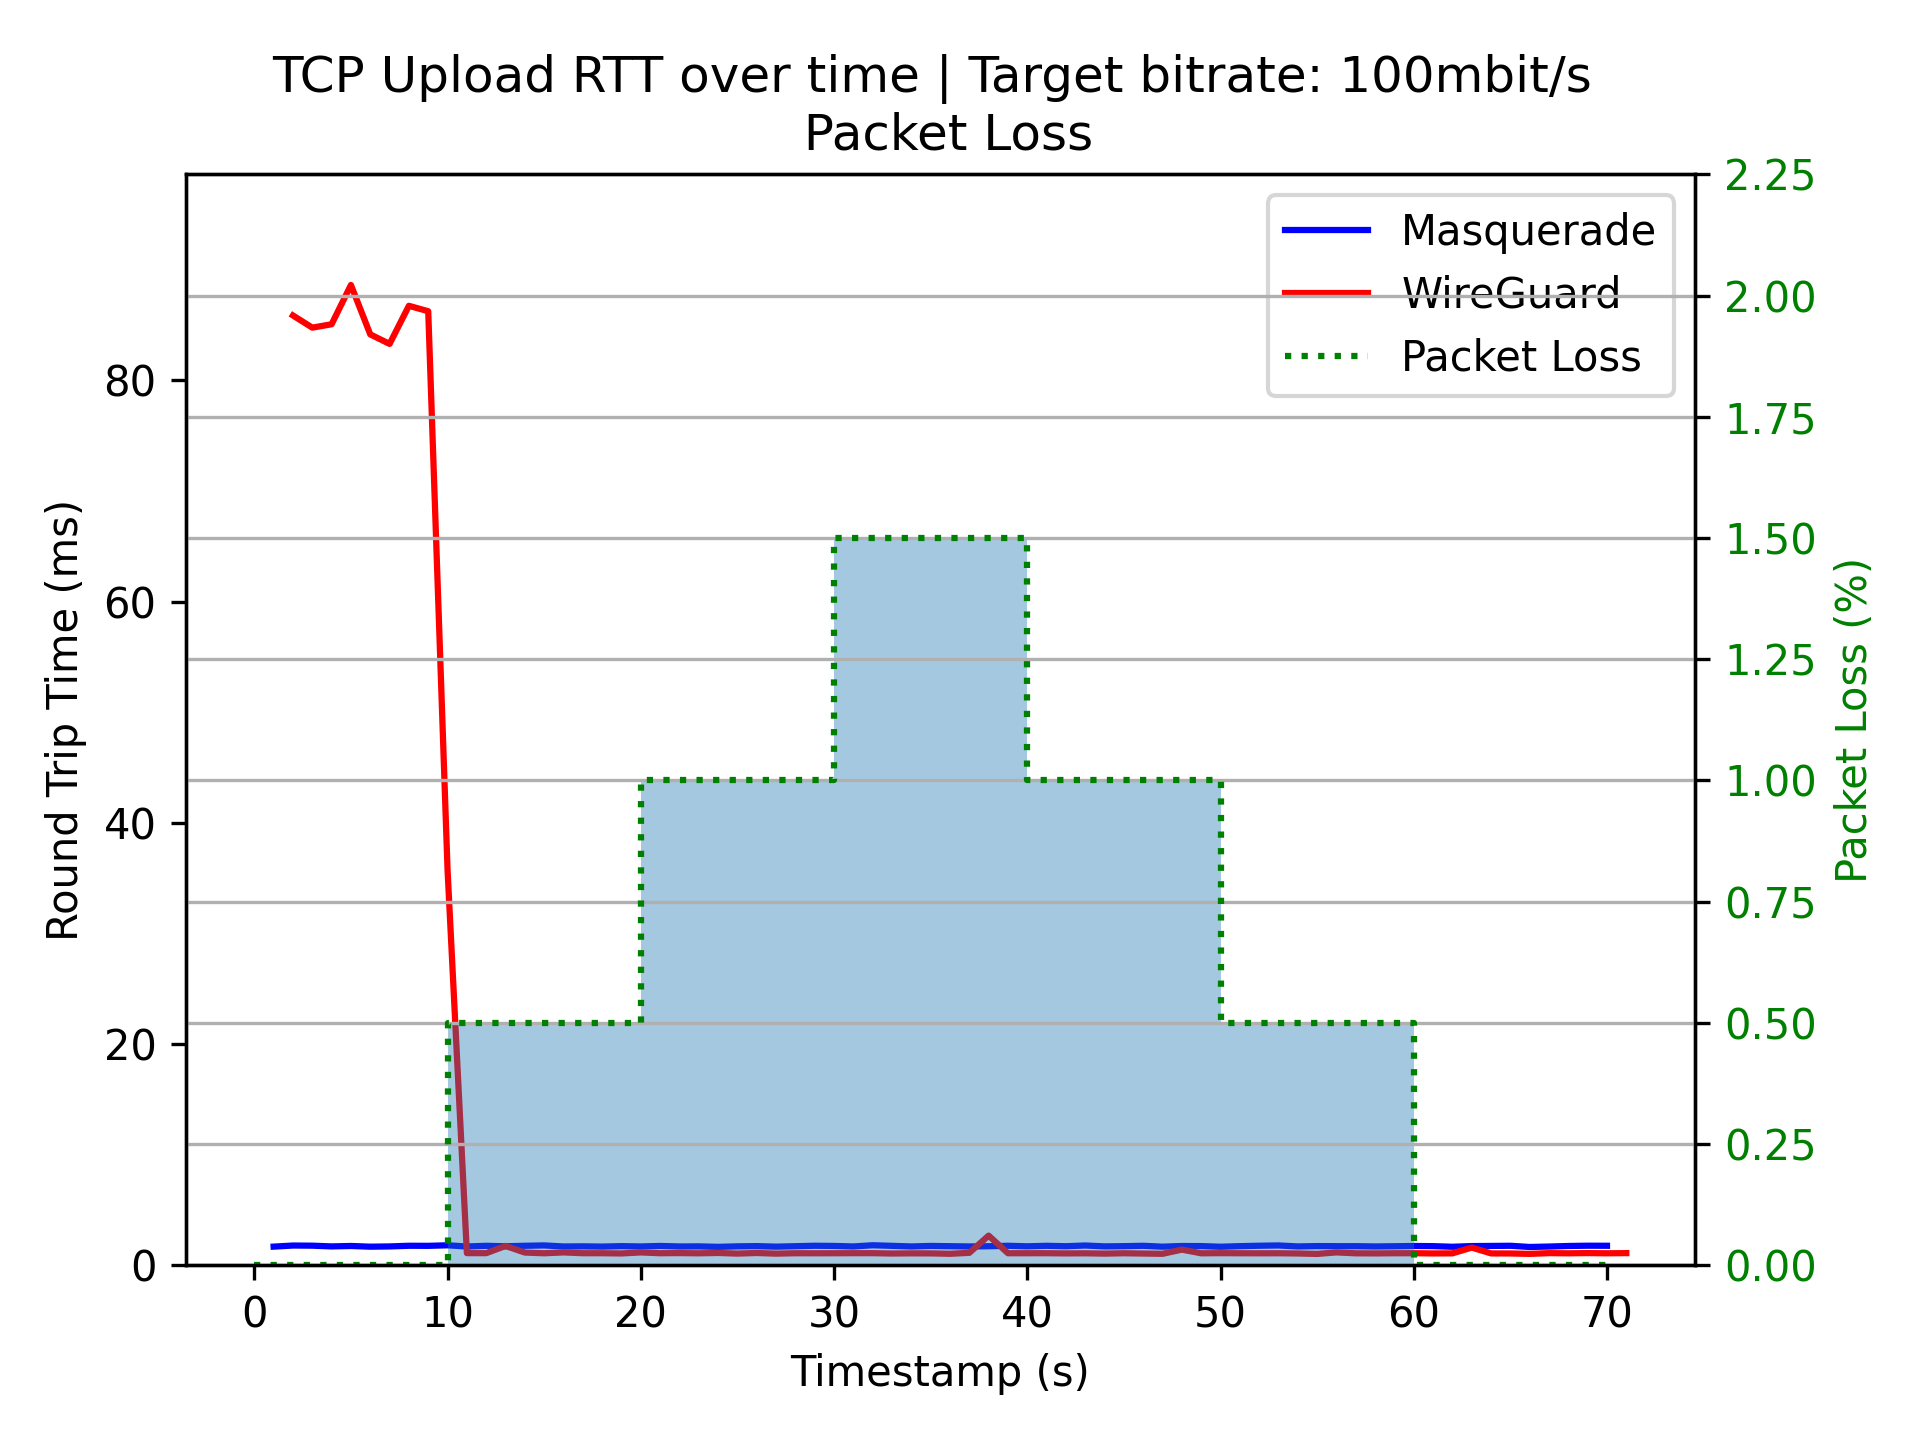 TCP Upload RTT over time | Target bitrate: 100mbit/s
Packet Loss
Masquerade
WireGuard
Packet Loss
Round Trip Time (ms)
80
60
40
20
0
2.25
2.00
1.75
1.50
1.25
1.00
0.75
0.50
0.25
0.00
Packet Loss (%)
0 10 20 30 40 50 60 70
Timestamp (s)